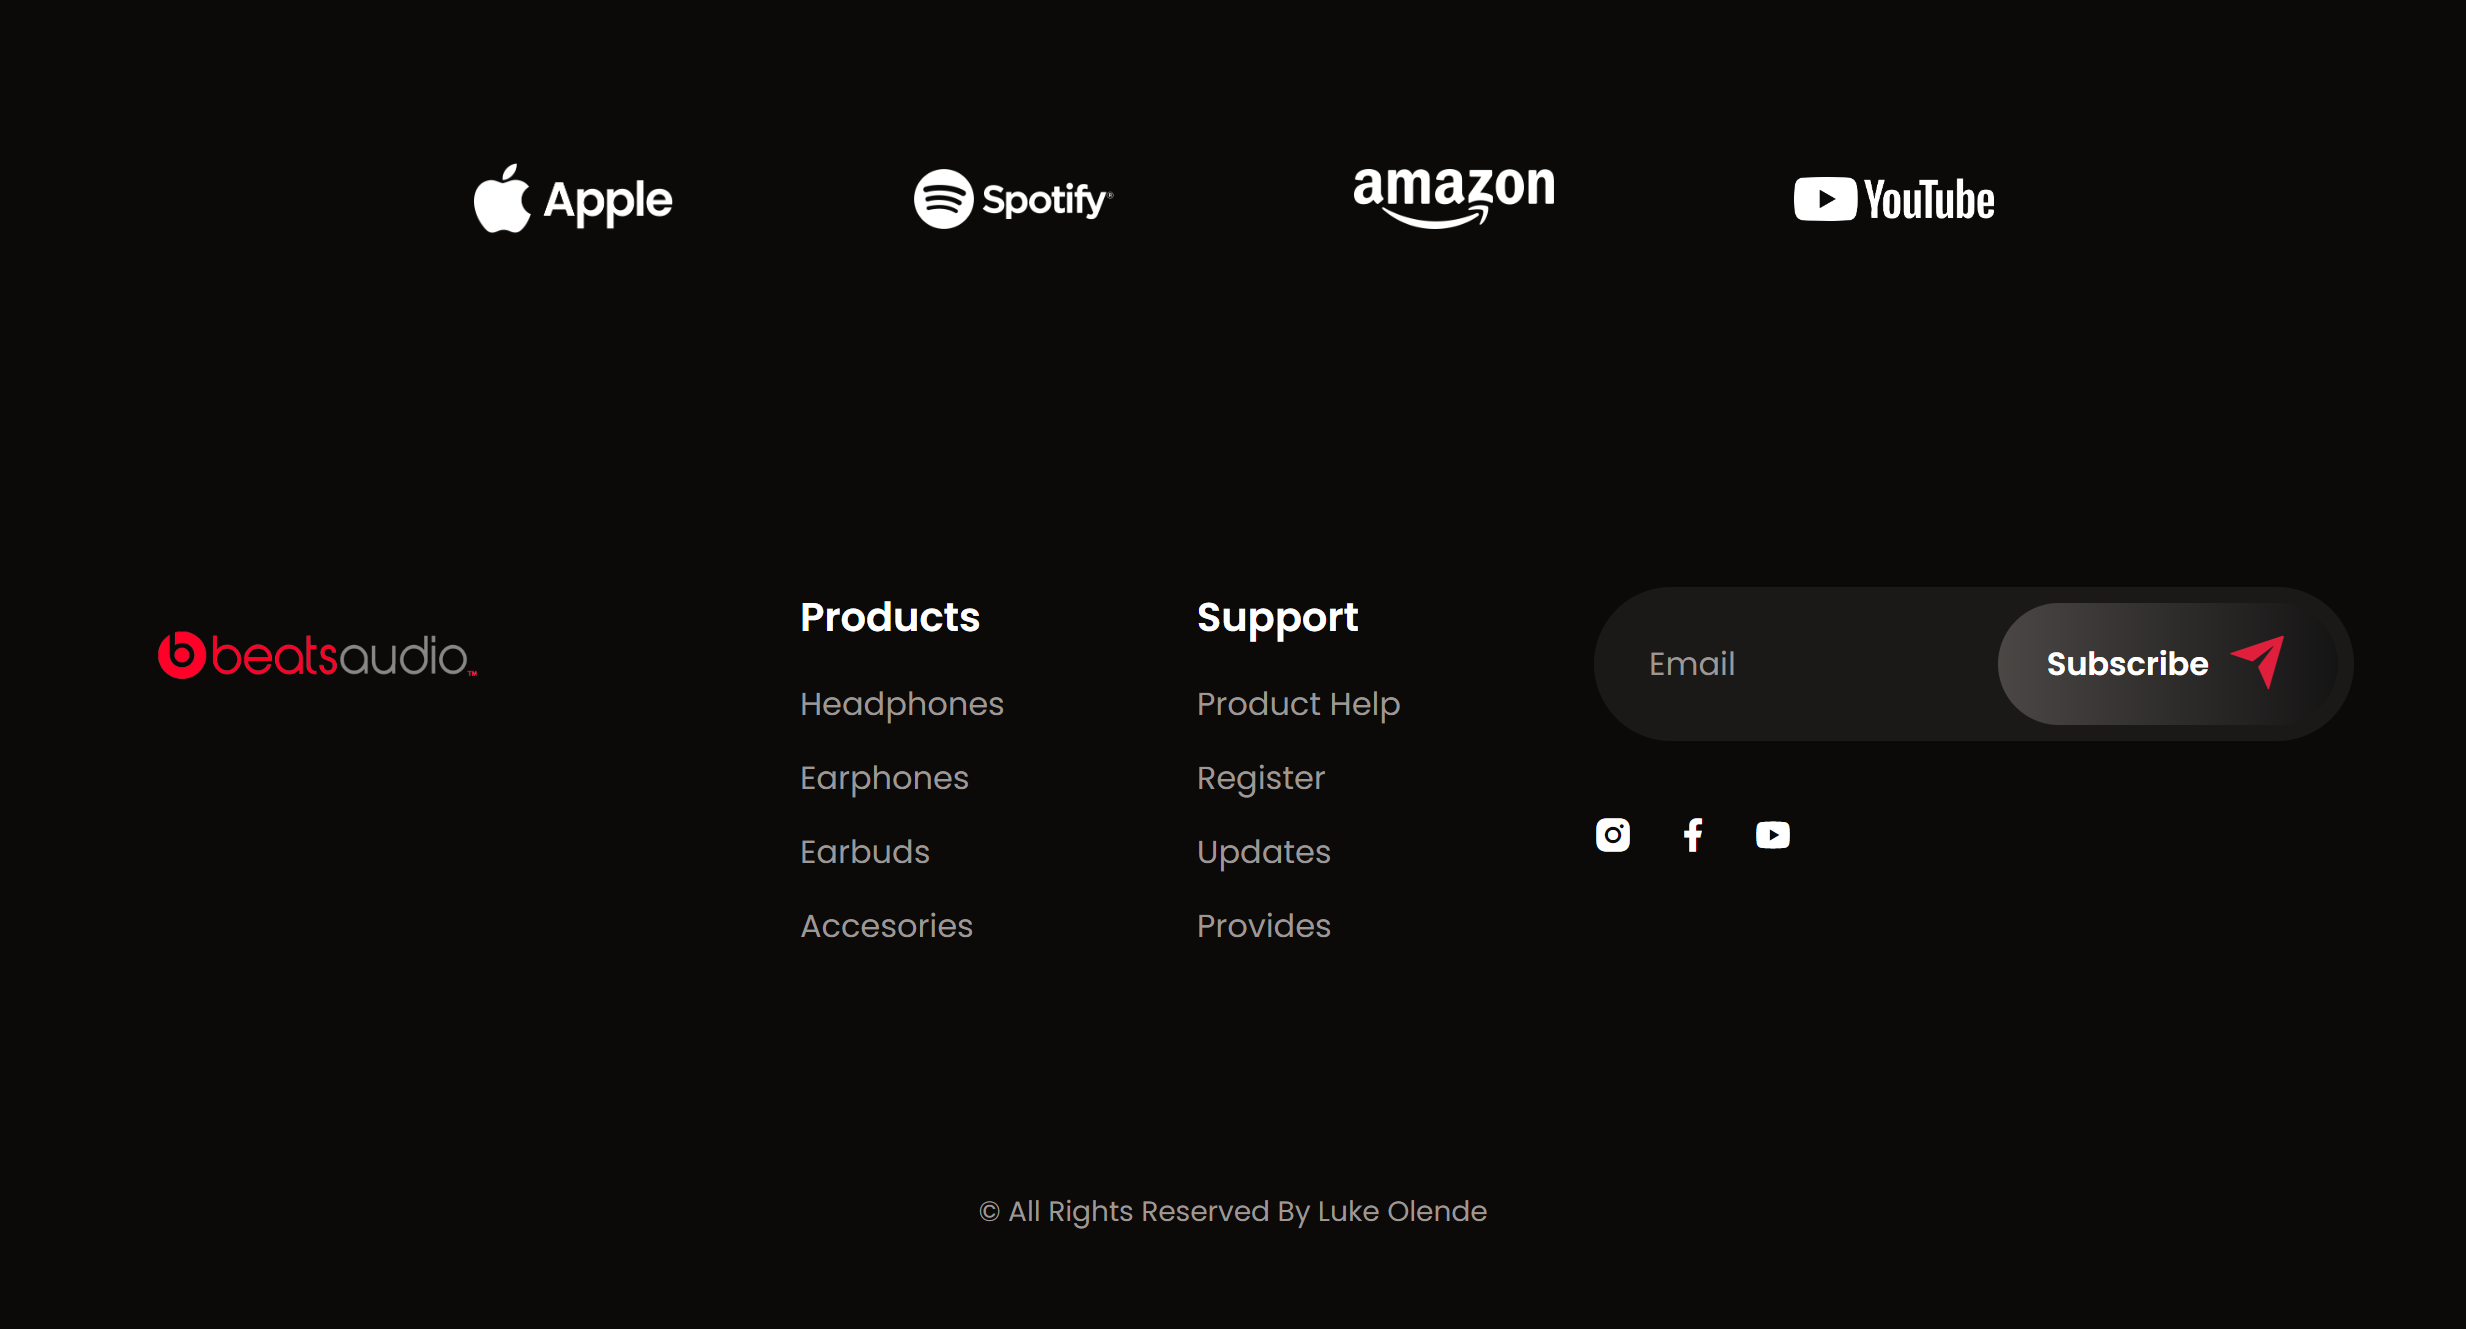 Apple
Spotify®
amazon
YouTube
beatsaudio™
Products
Headphones
Earphones
Earbuds
Accesories
Support
Product Help
Register
Updates
Provides
Email
Subscribe
© All Rights Reserved By Luke Olende